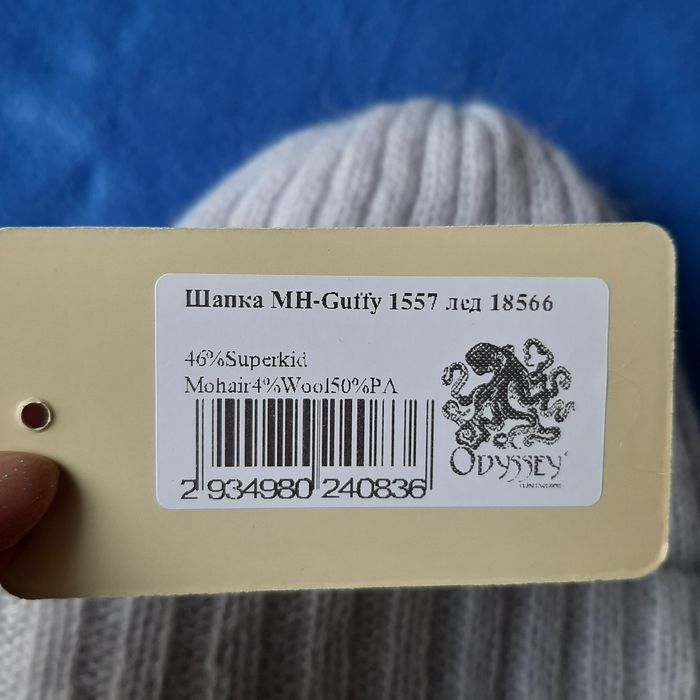 Шапка MH-Guffy 1557 лед 18566
46%Superkid
Mohair4%Wool50%PA
2 934980 240836
ODYSSEY